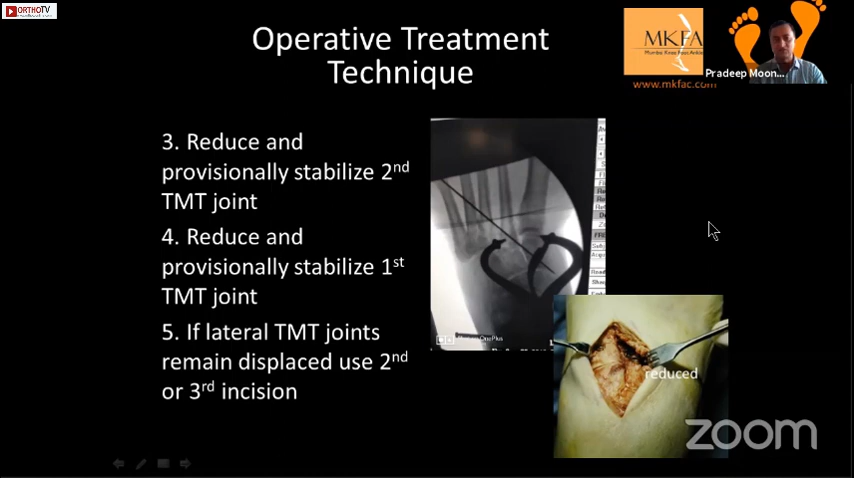 ORTHOTV
Operative Treatment
Technique
MKFA
www.mkfac.com
Pradeep Moon...
3. Reduce and
provisionally stabilize 2nd
TMT joint
4. Reduce and
provisionally stabilize 1st
TMT joint
5. If lateral TMT joints
remain displaced use 2nd
or 3rd incision
reduced
zoom